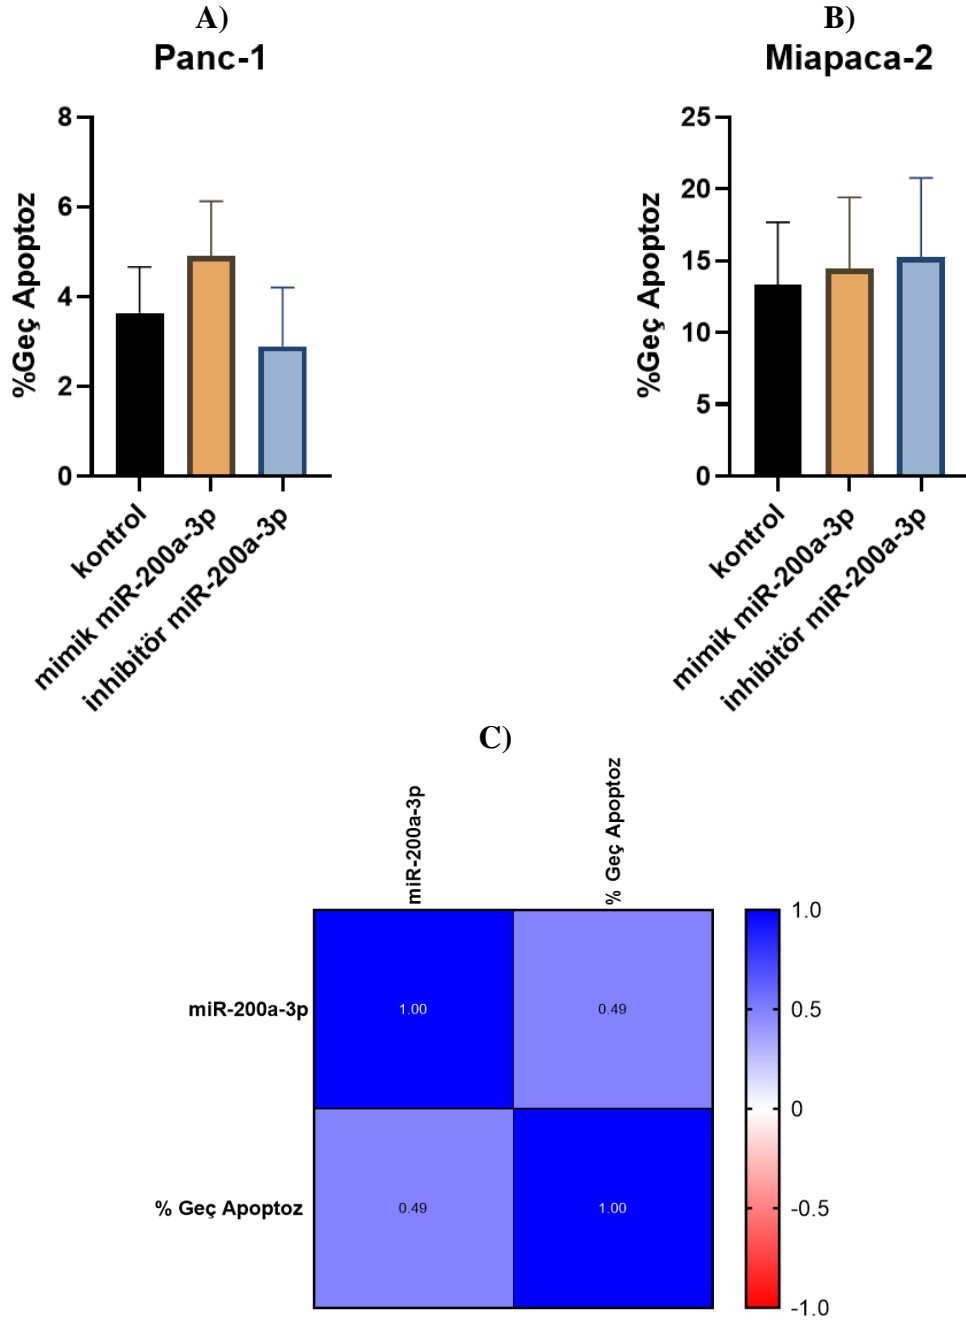 A)
Panc-1
%Geç Apoptoz
8
6
4
2
0
kontrol
mimik miR-200a-3p
inhibitör miR-200a-3p
B)
Miapaca-2
%Geç Apoptoz
25
20
15
10
5
0
kontrol
mimik miR-200a-3p
inhibitör miR-200a-3p
C)
miR-200a-3p
% Geç Apoptoz
miR-200a-3p
1.00
0.49
% Geç Apoptoz
0.49
1.00
1.0
0.5
0
-0.5
-1.0